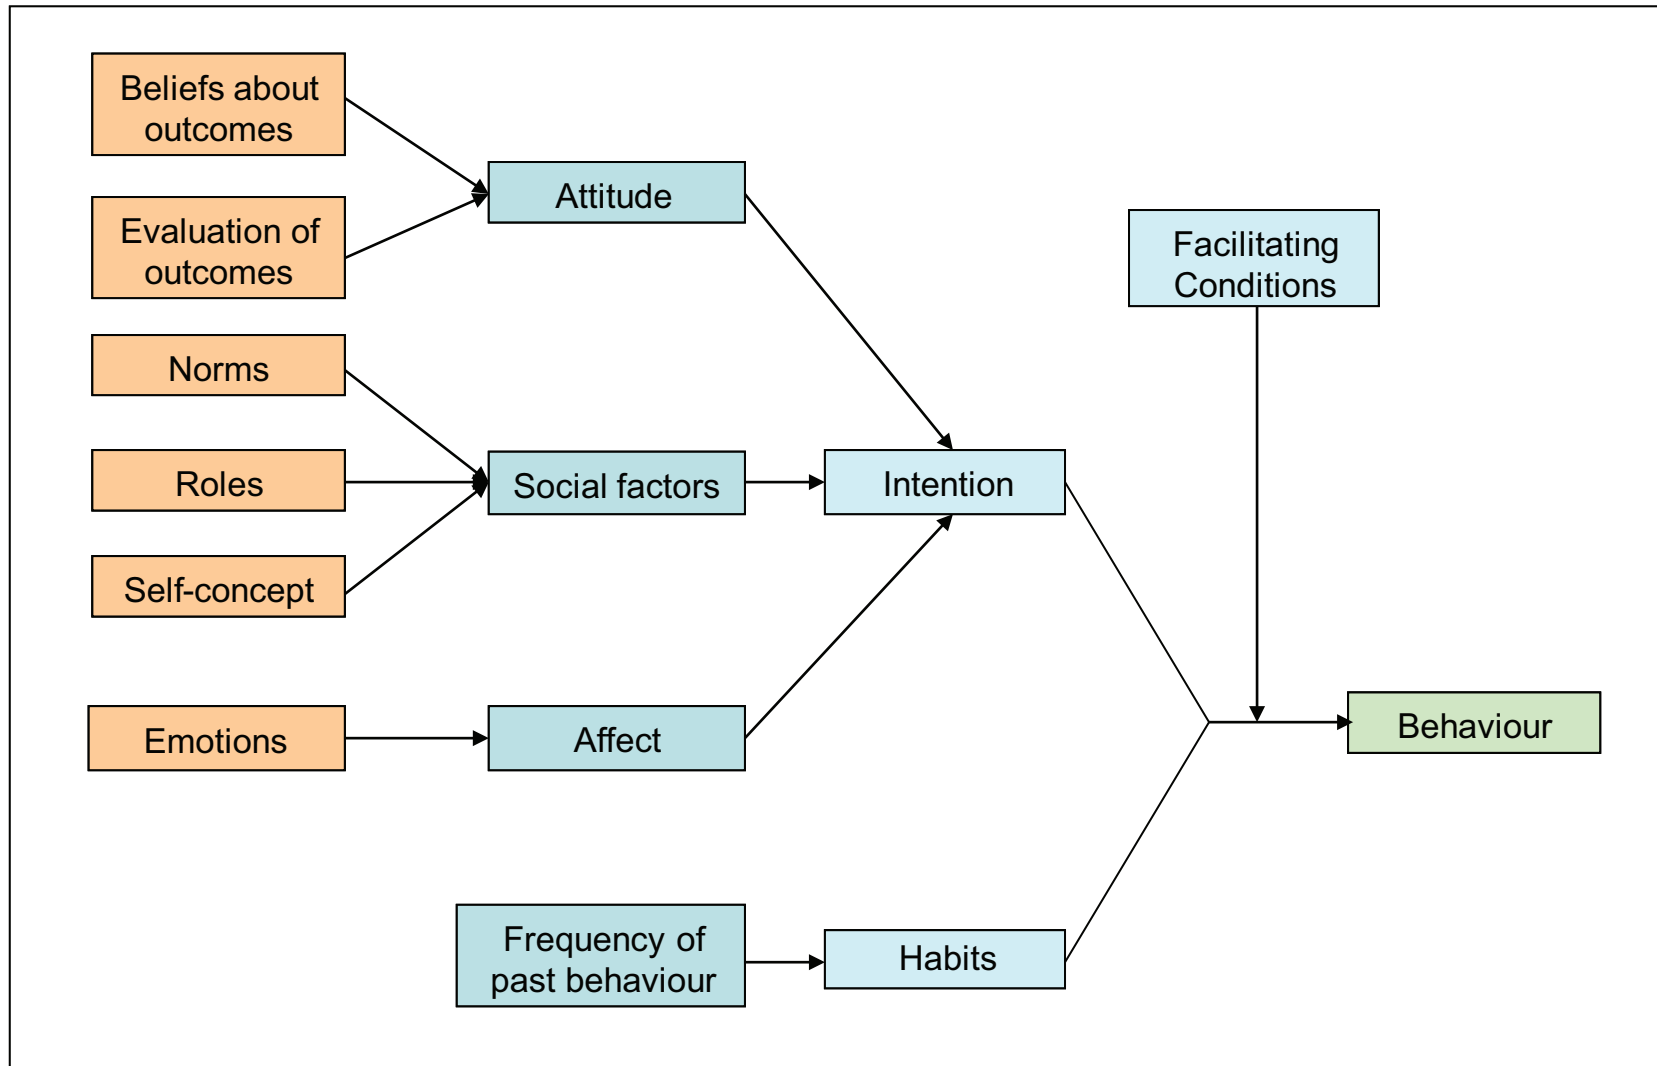 Beliefs about
outcomes
Evaluation of
outcomes
Norms
Roles
Self-concept
Emotions
Attitude
Social factors
Affect
Frequency of
past behaviour
Intention
Habits
Facilitating
Conditions
Behaviour